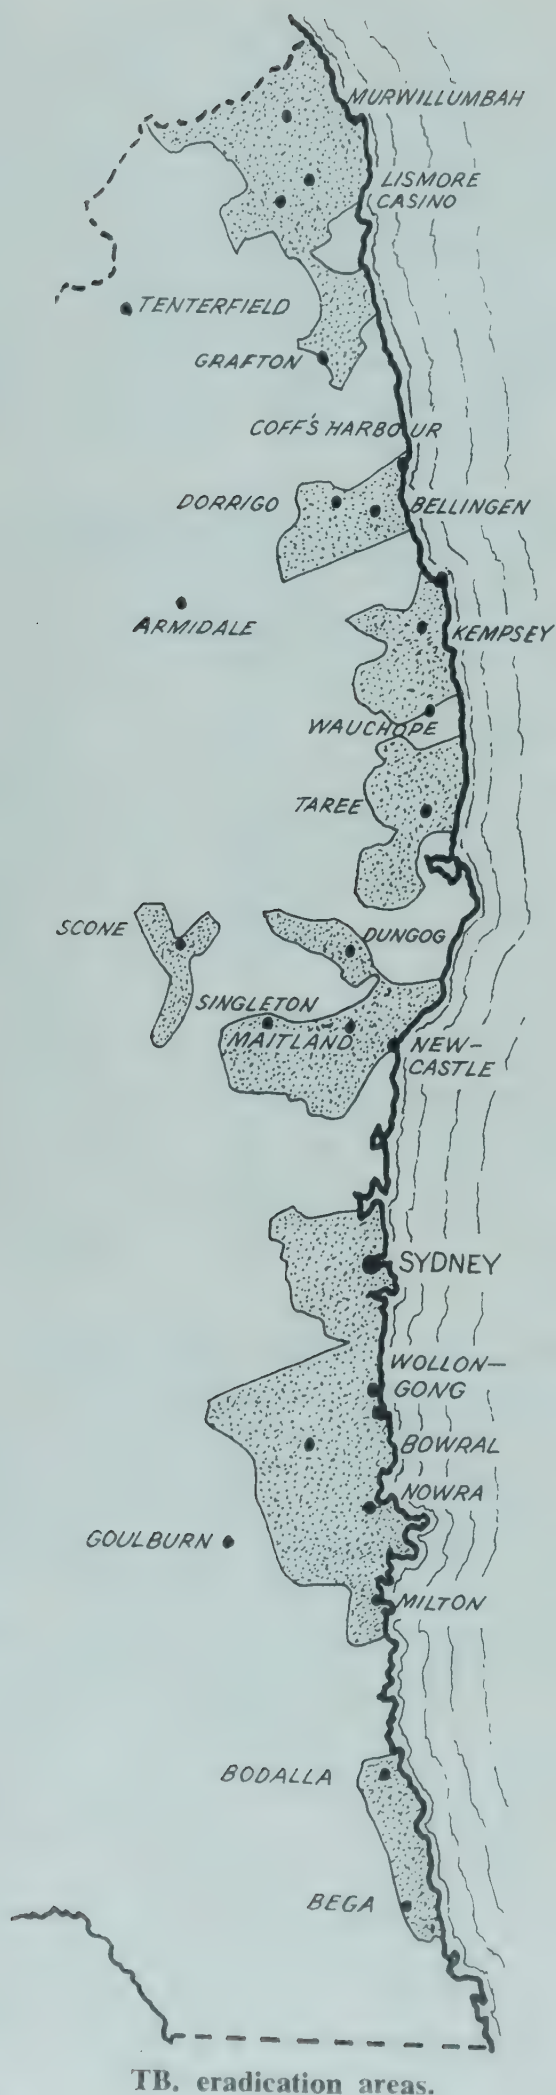 MURWILLUMBAH
LISMORE
CASINO
TENTERFIELD
GRAFTON
COFF'S HARBOUR
DORRIGO
BELLINGEN
ARMIDALE
KEMPSEY
WAUCHOPE
TAREE
SCONE
DUNGOG
SINGLETON
MAITLAND
NEW-
CASTLE
SYDNEY
WOLLON-
GONG
BOWRAL
NOWRA
GOULBURN
MILTON
BODALLA
BEGA
TB. eradication areas.